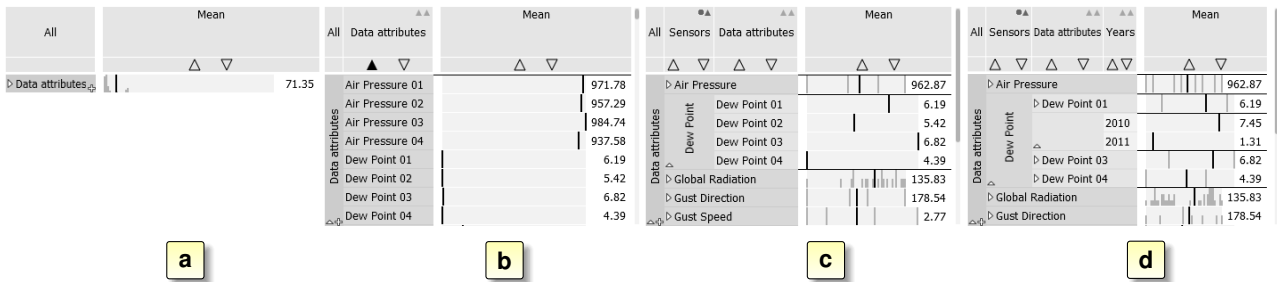 Mean
All
Data attributes
71.35
a
Mean
All Data attributes
Data attributes
Air Pressure 01 971.78
Air Pressure 02 957.29
Air Pressure 03 984.74
Air Pressure 04 937.58
Dew Point 01 6.19
Dew Point 02 5.42
Dew Point 03 6.82
Dew Point 04 4.39
b
Mean
All Sensors Data attributes
Data attributes
Air Pressure 962.87
Dew Point
Dew Point 01 6.19
Dew Point 02 5.42
Dew Point 03 6.82
Dew Point 04 4.39
Global Radiation 135.83
Gust Direction 178.54
Gust Speed 2.77
c
Mean
All Sensors Data attributes Years
Data attributes
Air Pressure 962.87
Dew Point
Dew Point 01 6.19
2010 7.45
2011 1.31
Dew Point 03 6.82
Dew Point 04 4.39
Global Radiation 135.83
Gust Direction 178.54
d